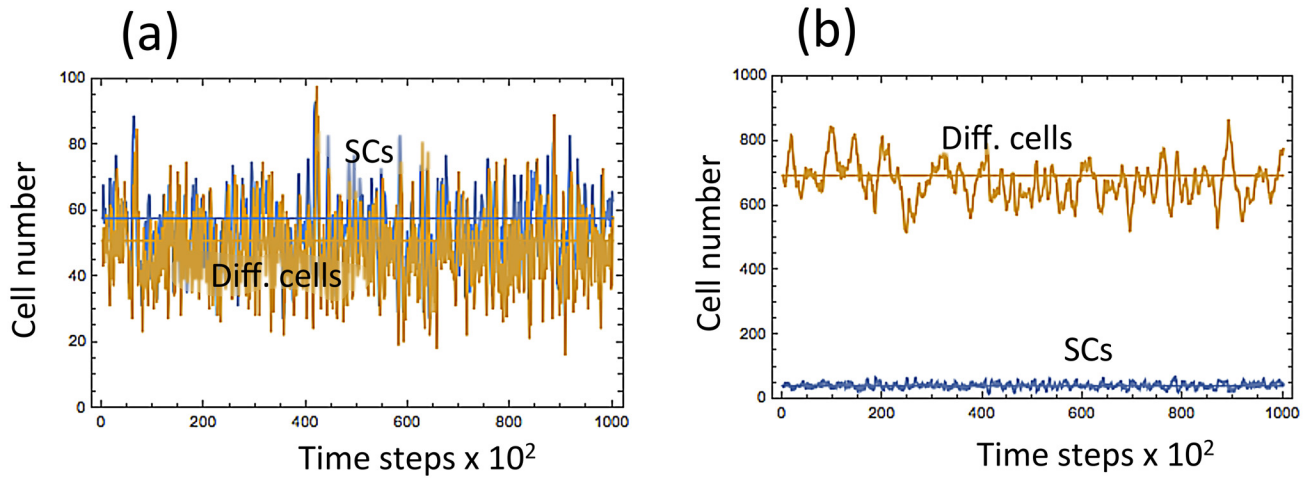 (a)
100
80
60
40
20
0
Cell number
SCs
Diff. cells
0 200 400 600 800 1000
Time steps x 10²
(b)
1000
800
600
400
200
0
Cell number
Diff. cells
SCs
0 200 400 600 800 1000
Time steps x 10²